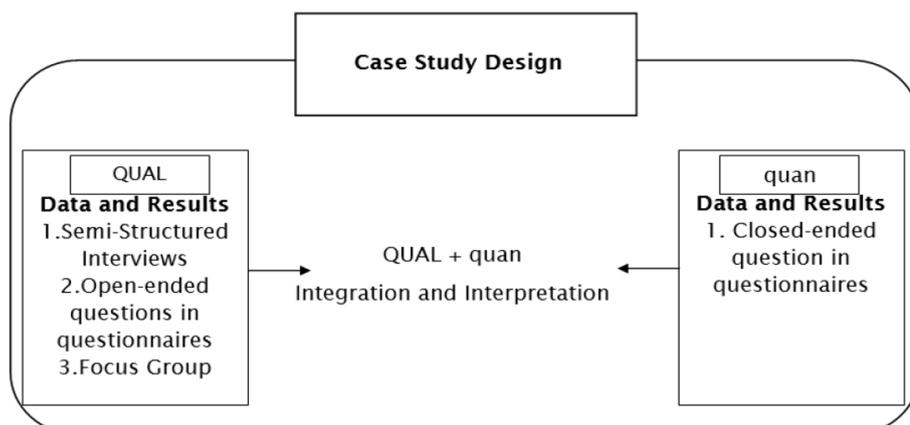 Case Study Design
QUAL
Data and Results
1.Semi-Structured
Interviews
2.Open-ended
questions in
questionnaires
3.Focus Group
QUAL + quan
Integration and Interpretation
quan
Data and Results
1. Closed-ended
question in
questionnaires